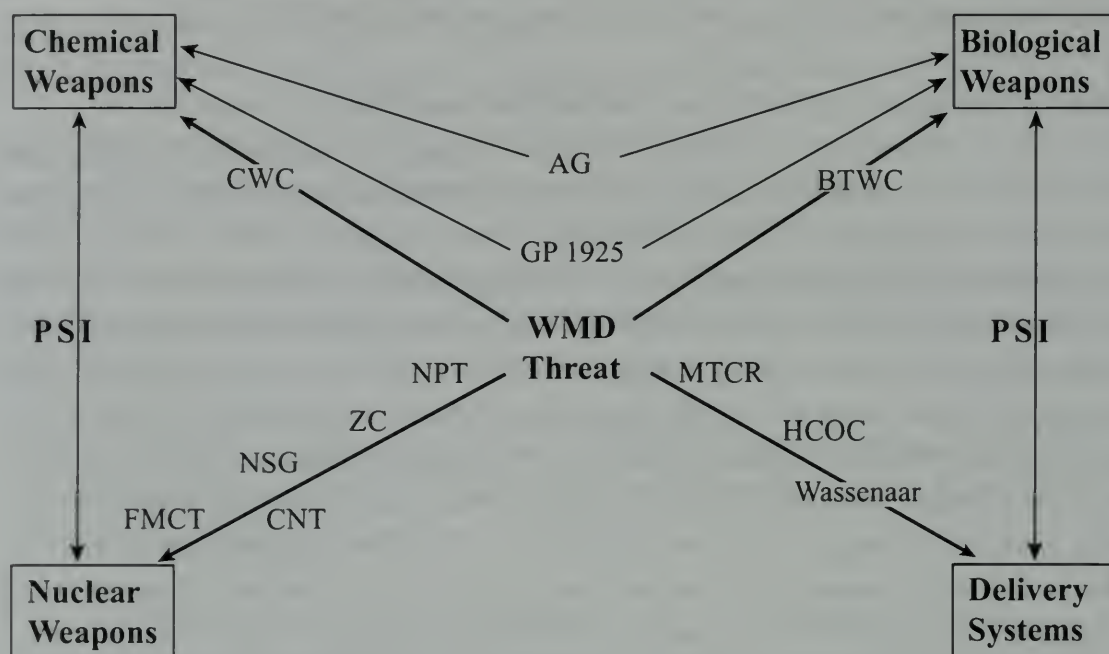 Chemical
Weapons
Biological
Weapons
AG
CWC
BTWC
GP 1925
PSI
WMD
Threat
PSI
NPT
MTCR
ZC
HCOC
NSG
Wassenaar
FMCT
CNT
Nuclear
Weapons
Delivery
Systems